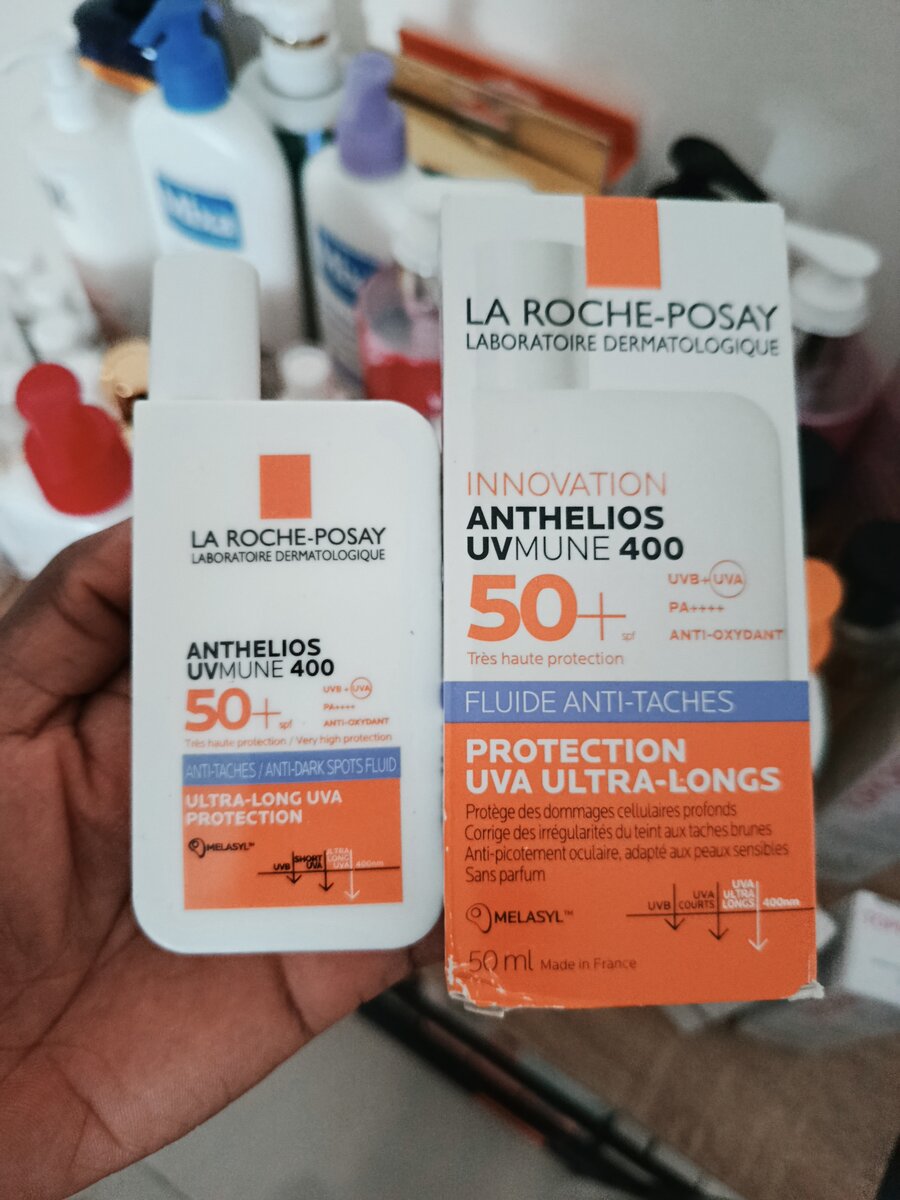 LA ROCHE-POSAY
LABORATOIRE DERMATOLOGIQUE
ANTHELIOS
UVMUNE 400
50+ spf
UVB+UVA
PA++++
ANTI-OXYDANT
Très haute protection / Very high protection
ANTI-TACHES / ANTI-DARK SPOTS FLUID
ULTRA-LONG UVA
PROTECTION
MELASYL™
UVB
SHORT UVA
ULTRA LONG UVA
400nm
LA ROCHE-POSAY
LABORATOIRE DERMATOLOGIQUE
INNOVATION
ANTHELIOS
UVMUNE 400
50+ spf
UVB+UVA
PA++++
ANTI-OXYDANT
Très haute protection
FLUIDE ANTI-TACHES
PROTECTION
UVA ULTRA-LONGS
Protège des dommages cellulaires profonds
Corrige des irrégularités du teint aux taches brunes
Anti-picotement oculaire, adapté aux peaux sensibles
Sans parfum
MELASYL™
UVB
UVA COURTS
UVA ULTRA LONGS
400nm
50 ml Made in France
Mixa